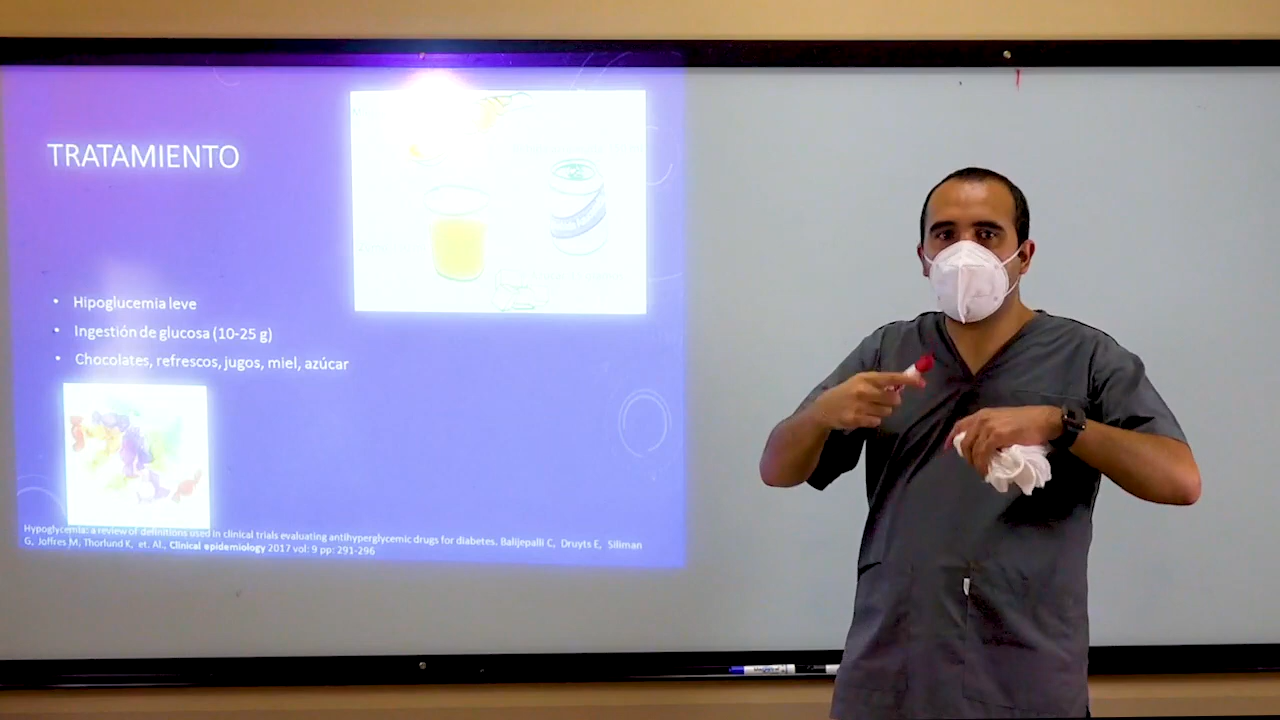 TRATAMIENTO
• Hipoglucemia leve
• Ingestión de glucosa (10-25 g)
• Chocolates, refrescos, jugos, miel, azúcar
Hypoglycemia: a review of definitions used in clinical trials evaluating antihyperglycemic drugs for diabetes. Balijepalli C, Druyts E, Siliman
G, Joffres M, Thorlund K, et. Al., Clinical epidemiology 2017 vol: 9 pp: 291-296